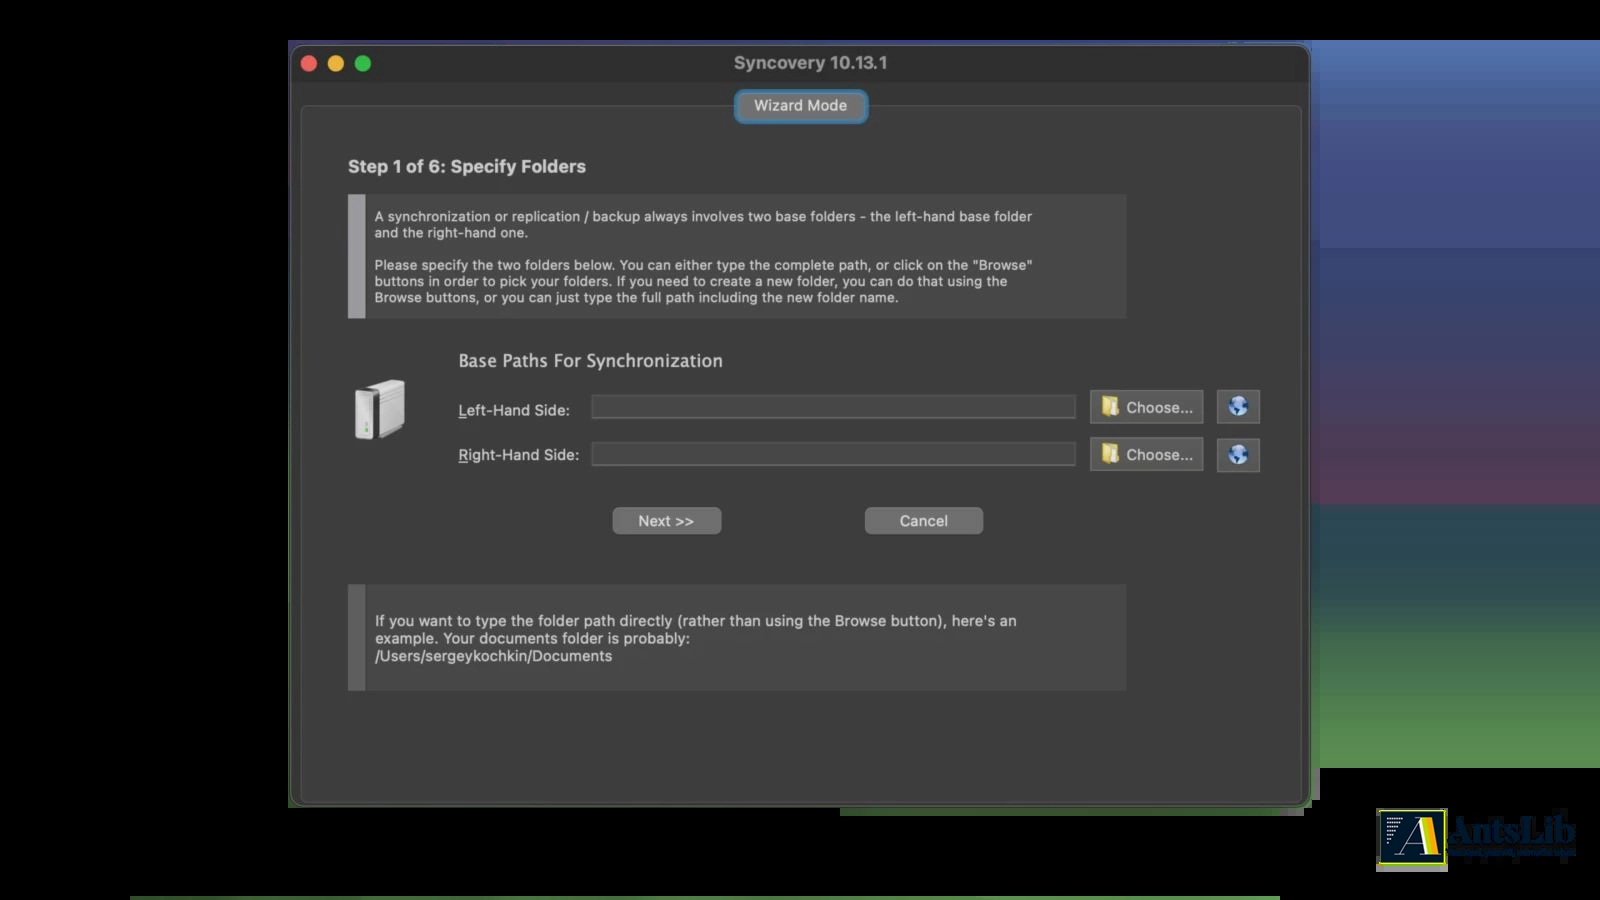 Syncovery 10.13.1
Wizard Mode
Step 1 of 6: Specify Folders
A synchronization or replication / backup always involves two base folders - the left-hand base folder
and the right-hand one.
Please specify the two folders below. You can either type the complete path, or click on the "Browse"
buttons in order to pick your folders. If you need to create a new folder, you can do that using the
Browse buttons, or you can just type the full path including the new folder name.
Base Paths For Synchronization
Left-Hand Side:
Choose...
Right-Hand Side:
Choose...
Next >>
Cancel
If you want to type the folder path directly (rather than using the Browse button), here's an
example. Your documents folder is probably:
/Users/sergeykochkin/Documents
A AntsLib